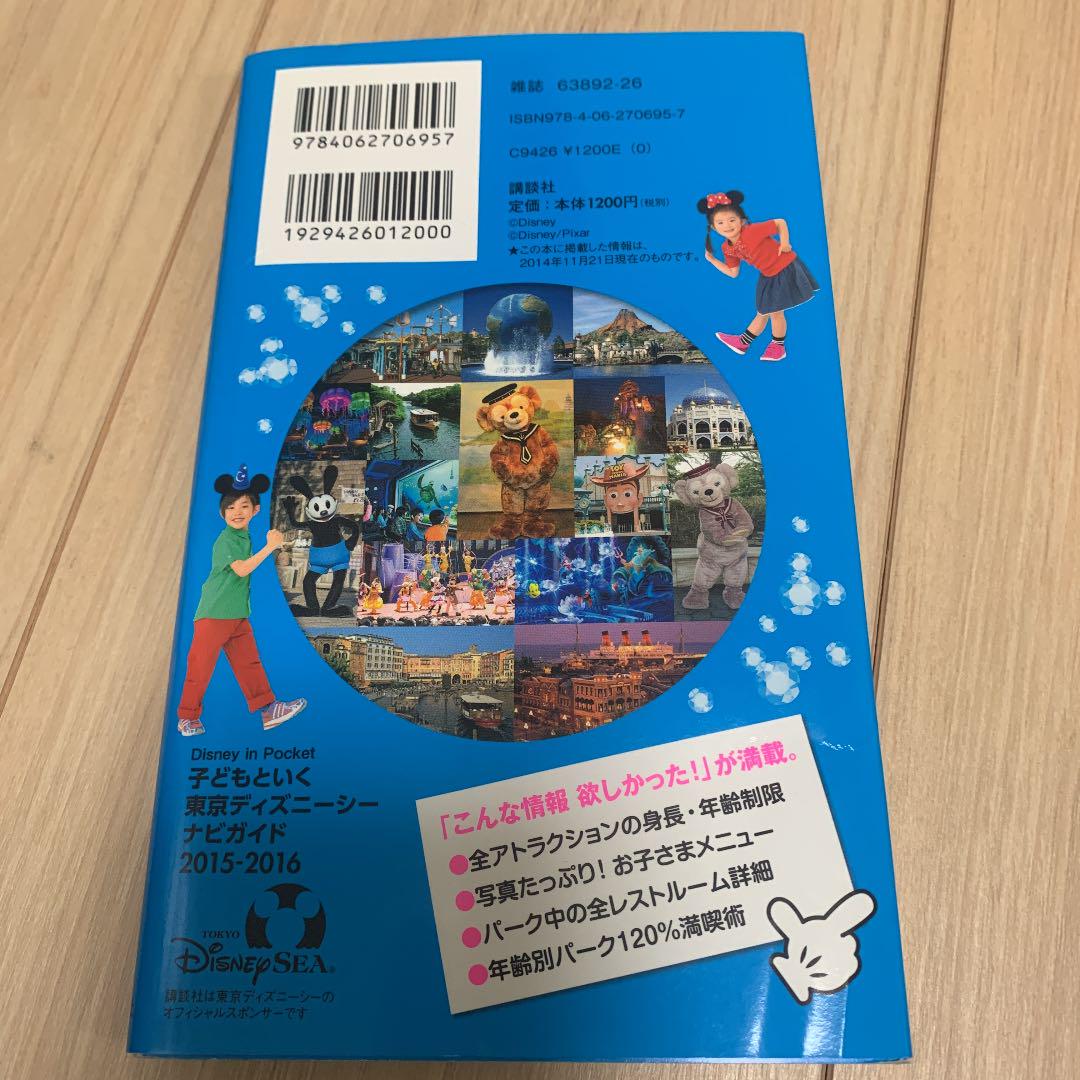 9784062706957
1929426012000
雑誌 63892-26
ISBN978-4-06-270695-7
C9426 ¥1200E (0)
講談社
定価：本体1200円(税別)
©Disney
©Disney/Pixar
★この本に掲載した情報は、
2014年11月21日現在のものです。
TOY
MANIA
Disney in Pocket
子どもといく
東京ディズニーシー
ナビガイド
2015-2016
TOKYO
DISNEY SEA®
講談社は東京ディズニーシーの
オフィシャルスポンサーです
「こんな情報 欲しかった！」が満載。
●全アトラクションの身長・年齢制限
●写真たっぷり！お子さまメニュー
●パーク中の全レストルーム詳細
●年齢別パーク120%満喫術